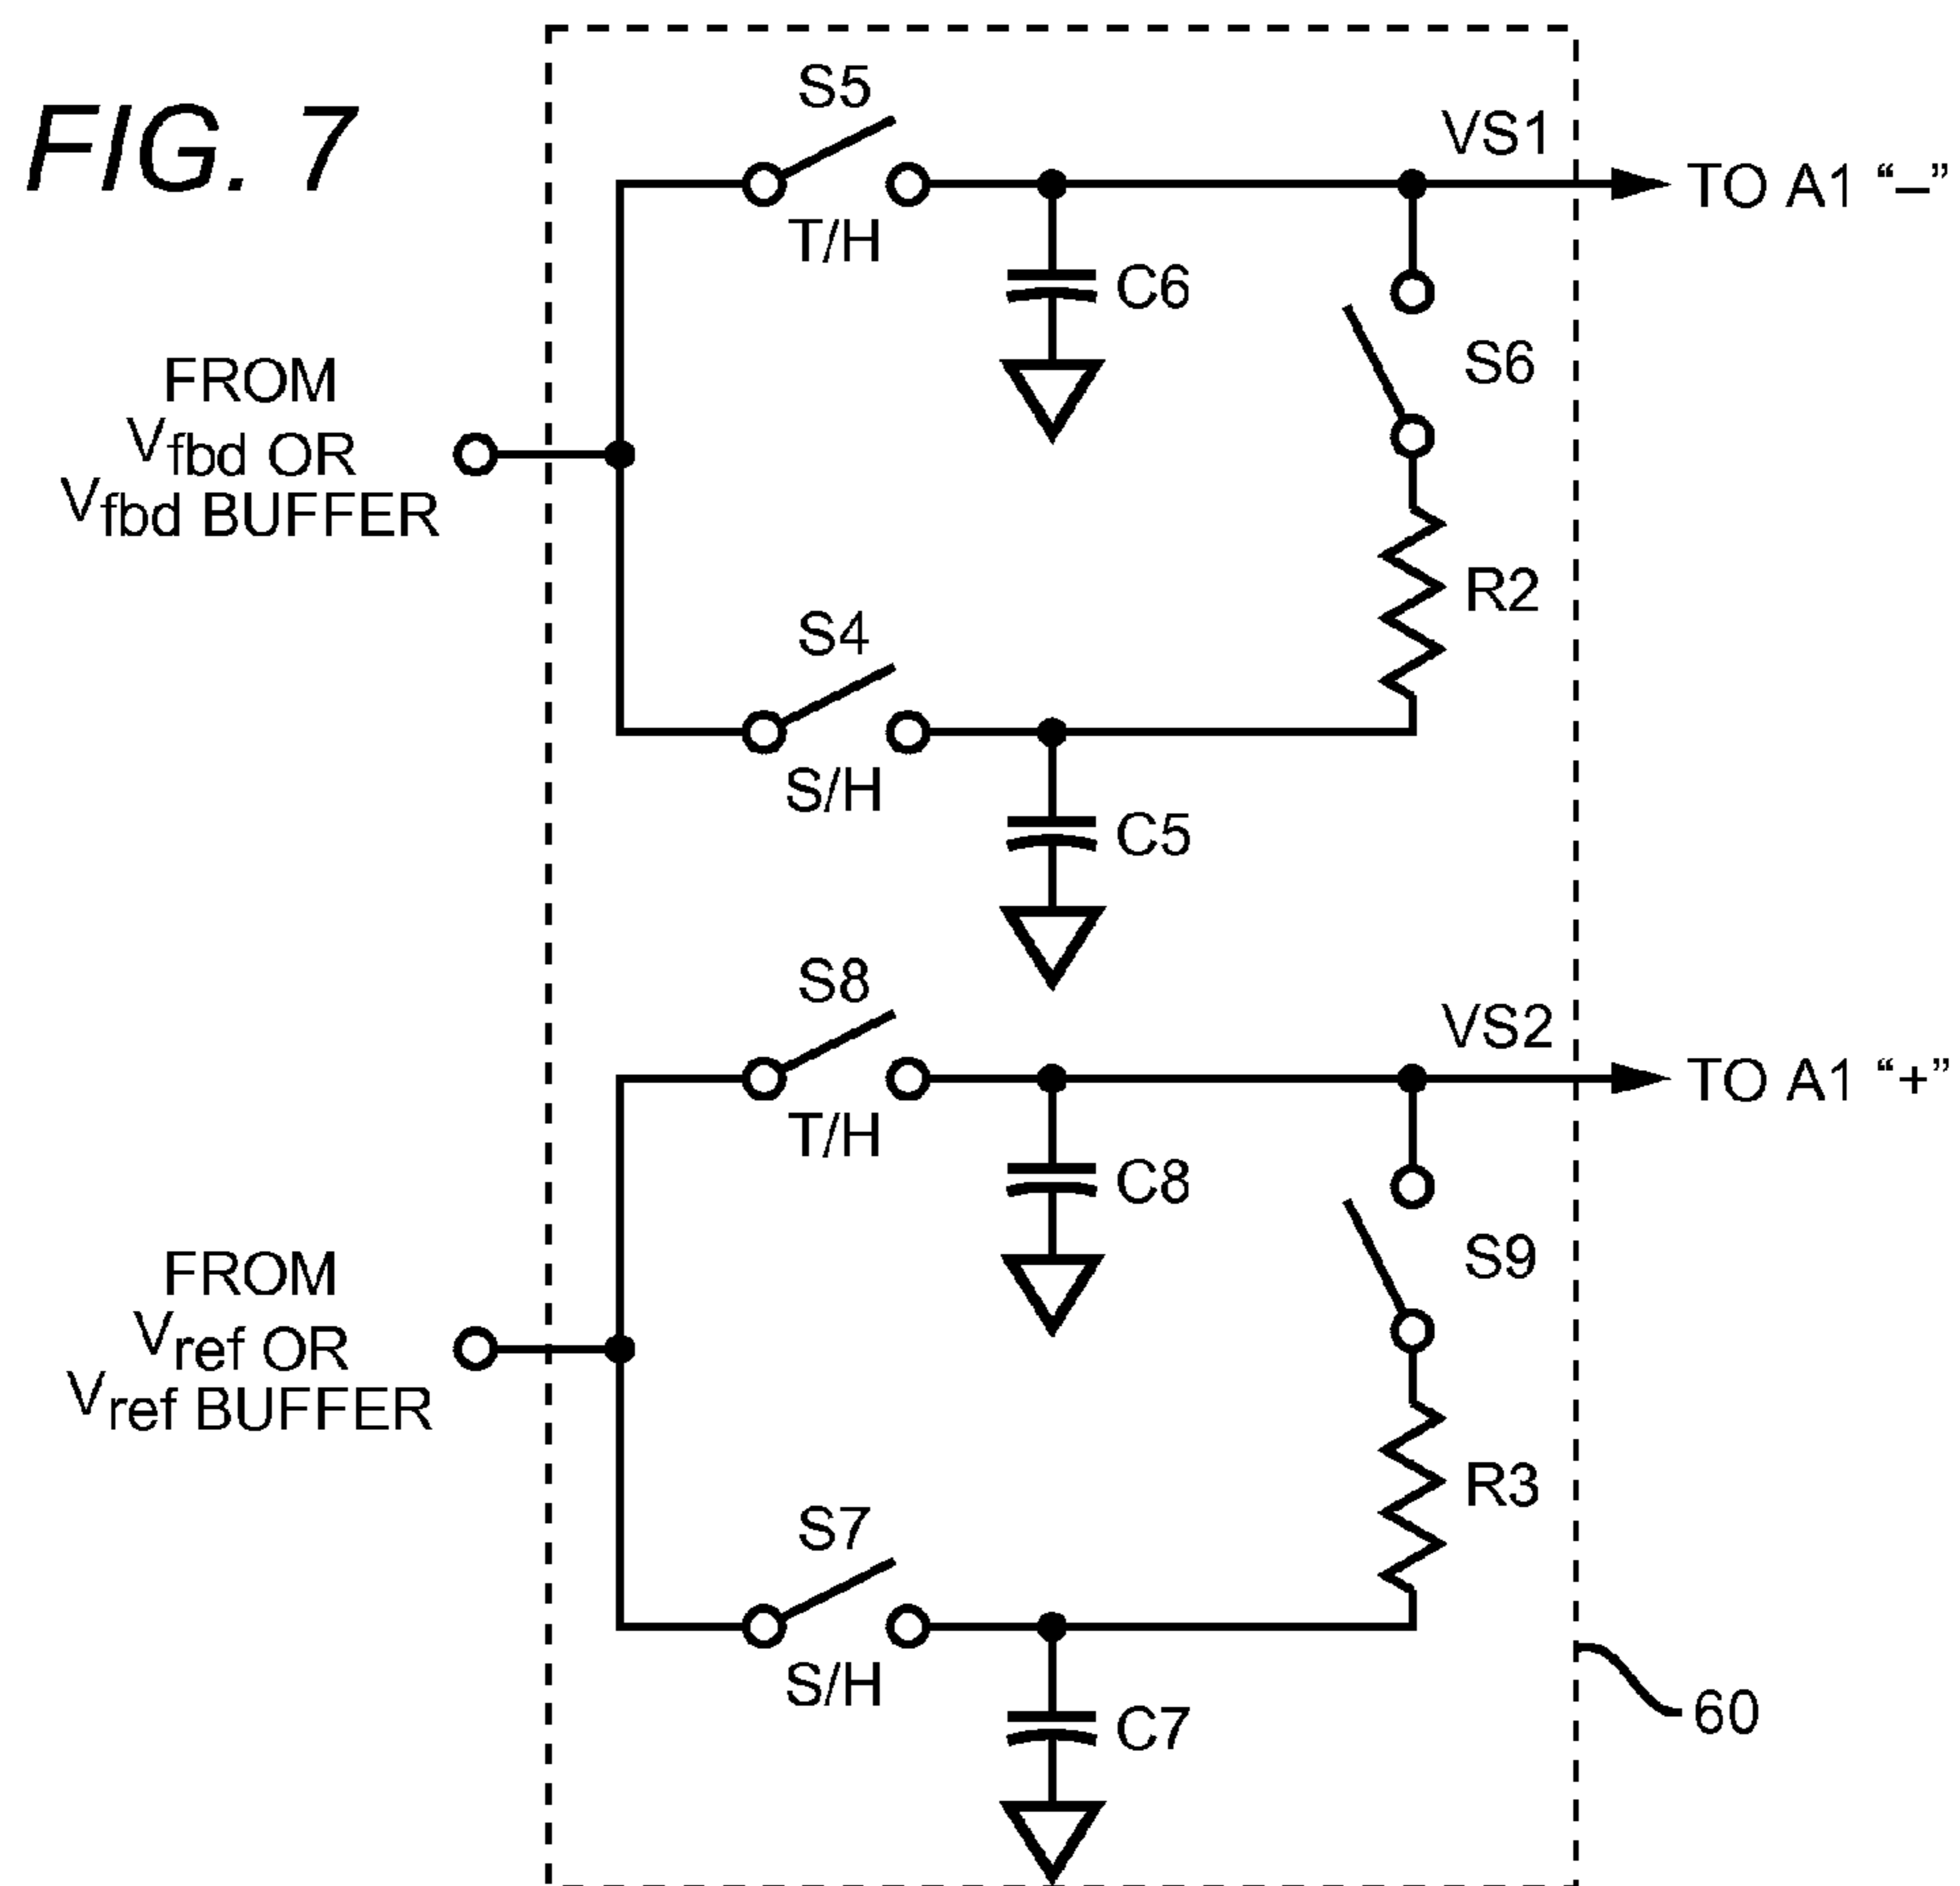 FIG. 7
S5
VS1
TO A1 “–”
T/H
C6
S6
FROM
Vfbd OR
Vfbd BUFFER
R2
S4
S/H
C5
S8
VS2
TO A1 “+”
T/H
C8
S9
FROM
Vref OR
Vref BUFFER
R3
S7
S/H
C7
60